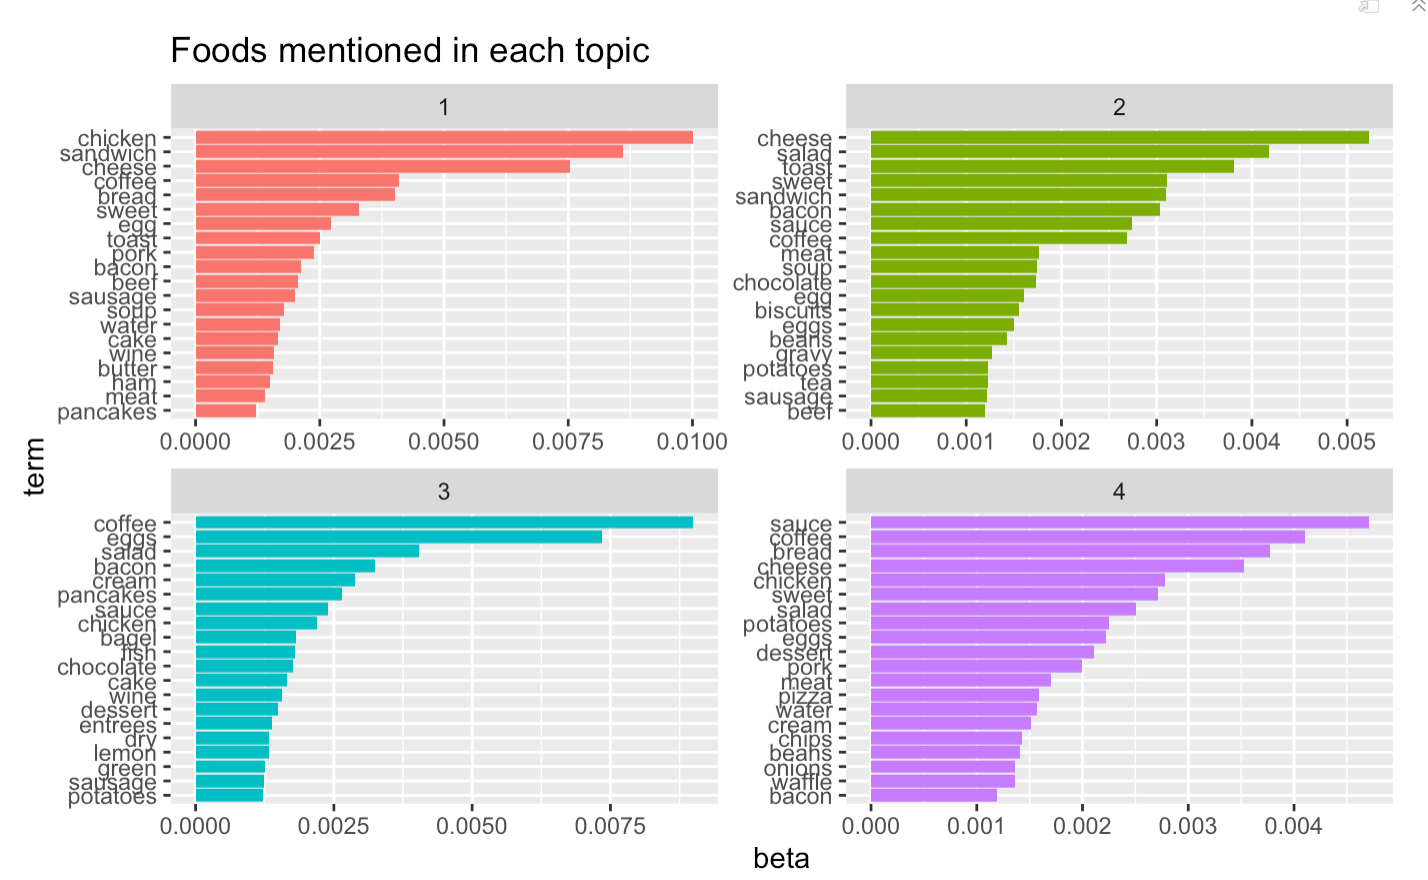 Foods mentioned in each topic
1
chicken
sandwich
cheese
coffee
bread
sweet
egg
toast
pork
bacon
beef
sausage
soup
water
cake
wine
butter
ham
meat
pancakes
0.0000 0.0025 0.0050 0.0075 0.0100
2
cheese
salad
toast
sweet
sandwich
bacon
sauce
coffee
meat
soup
chocolate
egg
biscuits
eggs
beans
gravy
potatoes
tea
sausage
beef
0.000 0.001 0.002 0.003 0.004 0.005
term
3
coffee
eggs
salad
bacon
cream
pancakes
sauce
chicken
bagel
fish
chocolate
cake
wine
dessert
entrees
dry
lemon
green
sausage
potatoes
0.0000 0.0025 0.0050 0.0075
4
sauce
coffee
bread
cheese
chicken
sweet
salad
potatoes
eggs
dessert
pork
meat
pizza
water
cream
chips
beans
onions
waffle
bacon
0.000 0.001 0.002 0.003 0.004
beta